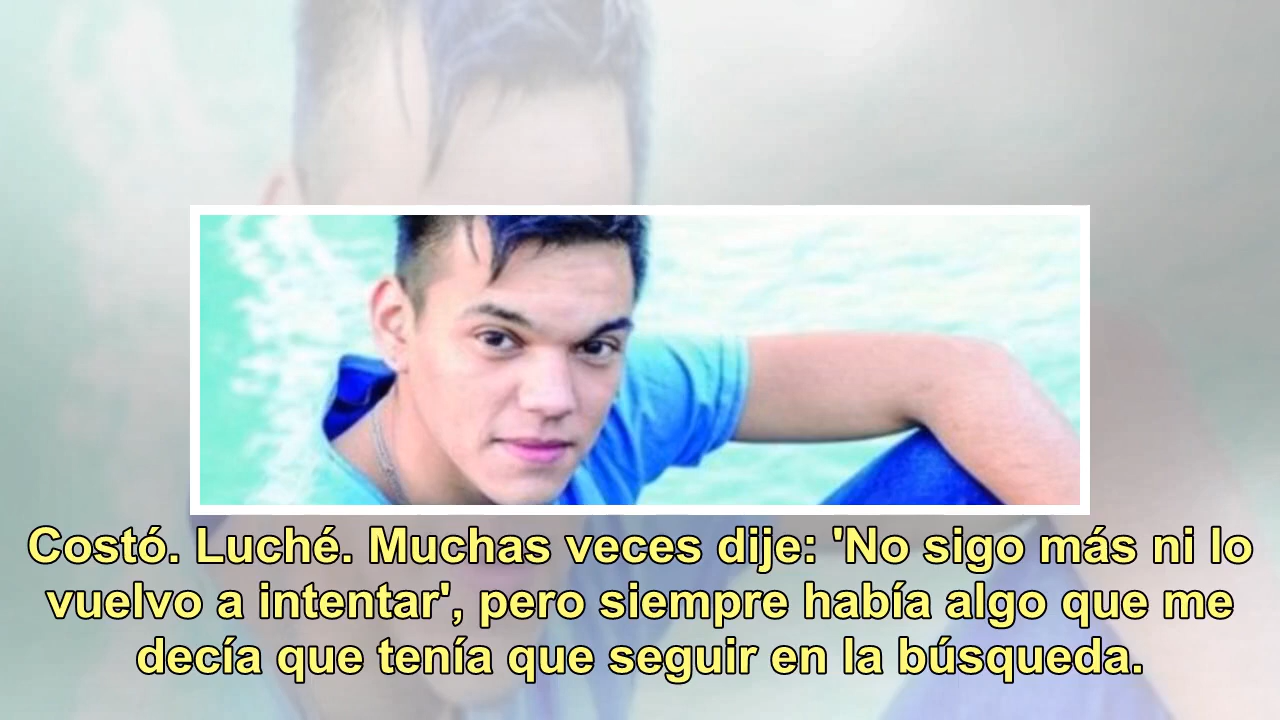 Costó. Luché. Muchas veces dije: 'No sigo más ni lo
vuelvo a intentar', pero siempre había algo que me
decía que tenía que seguir en la búsqueda.